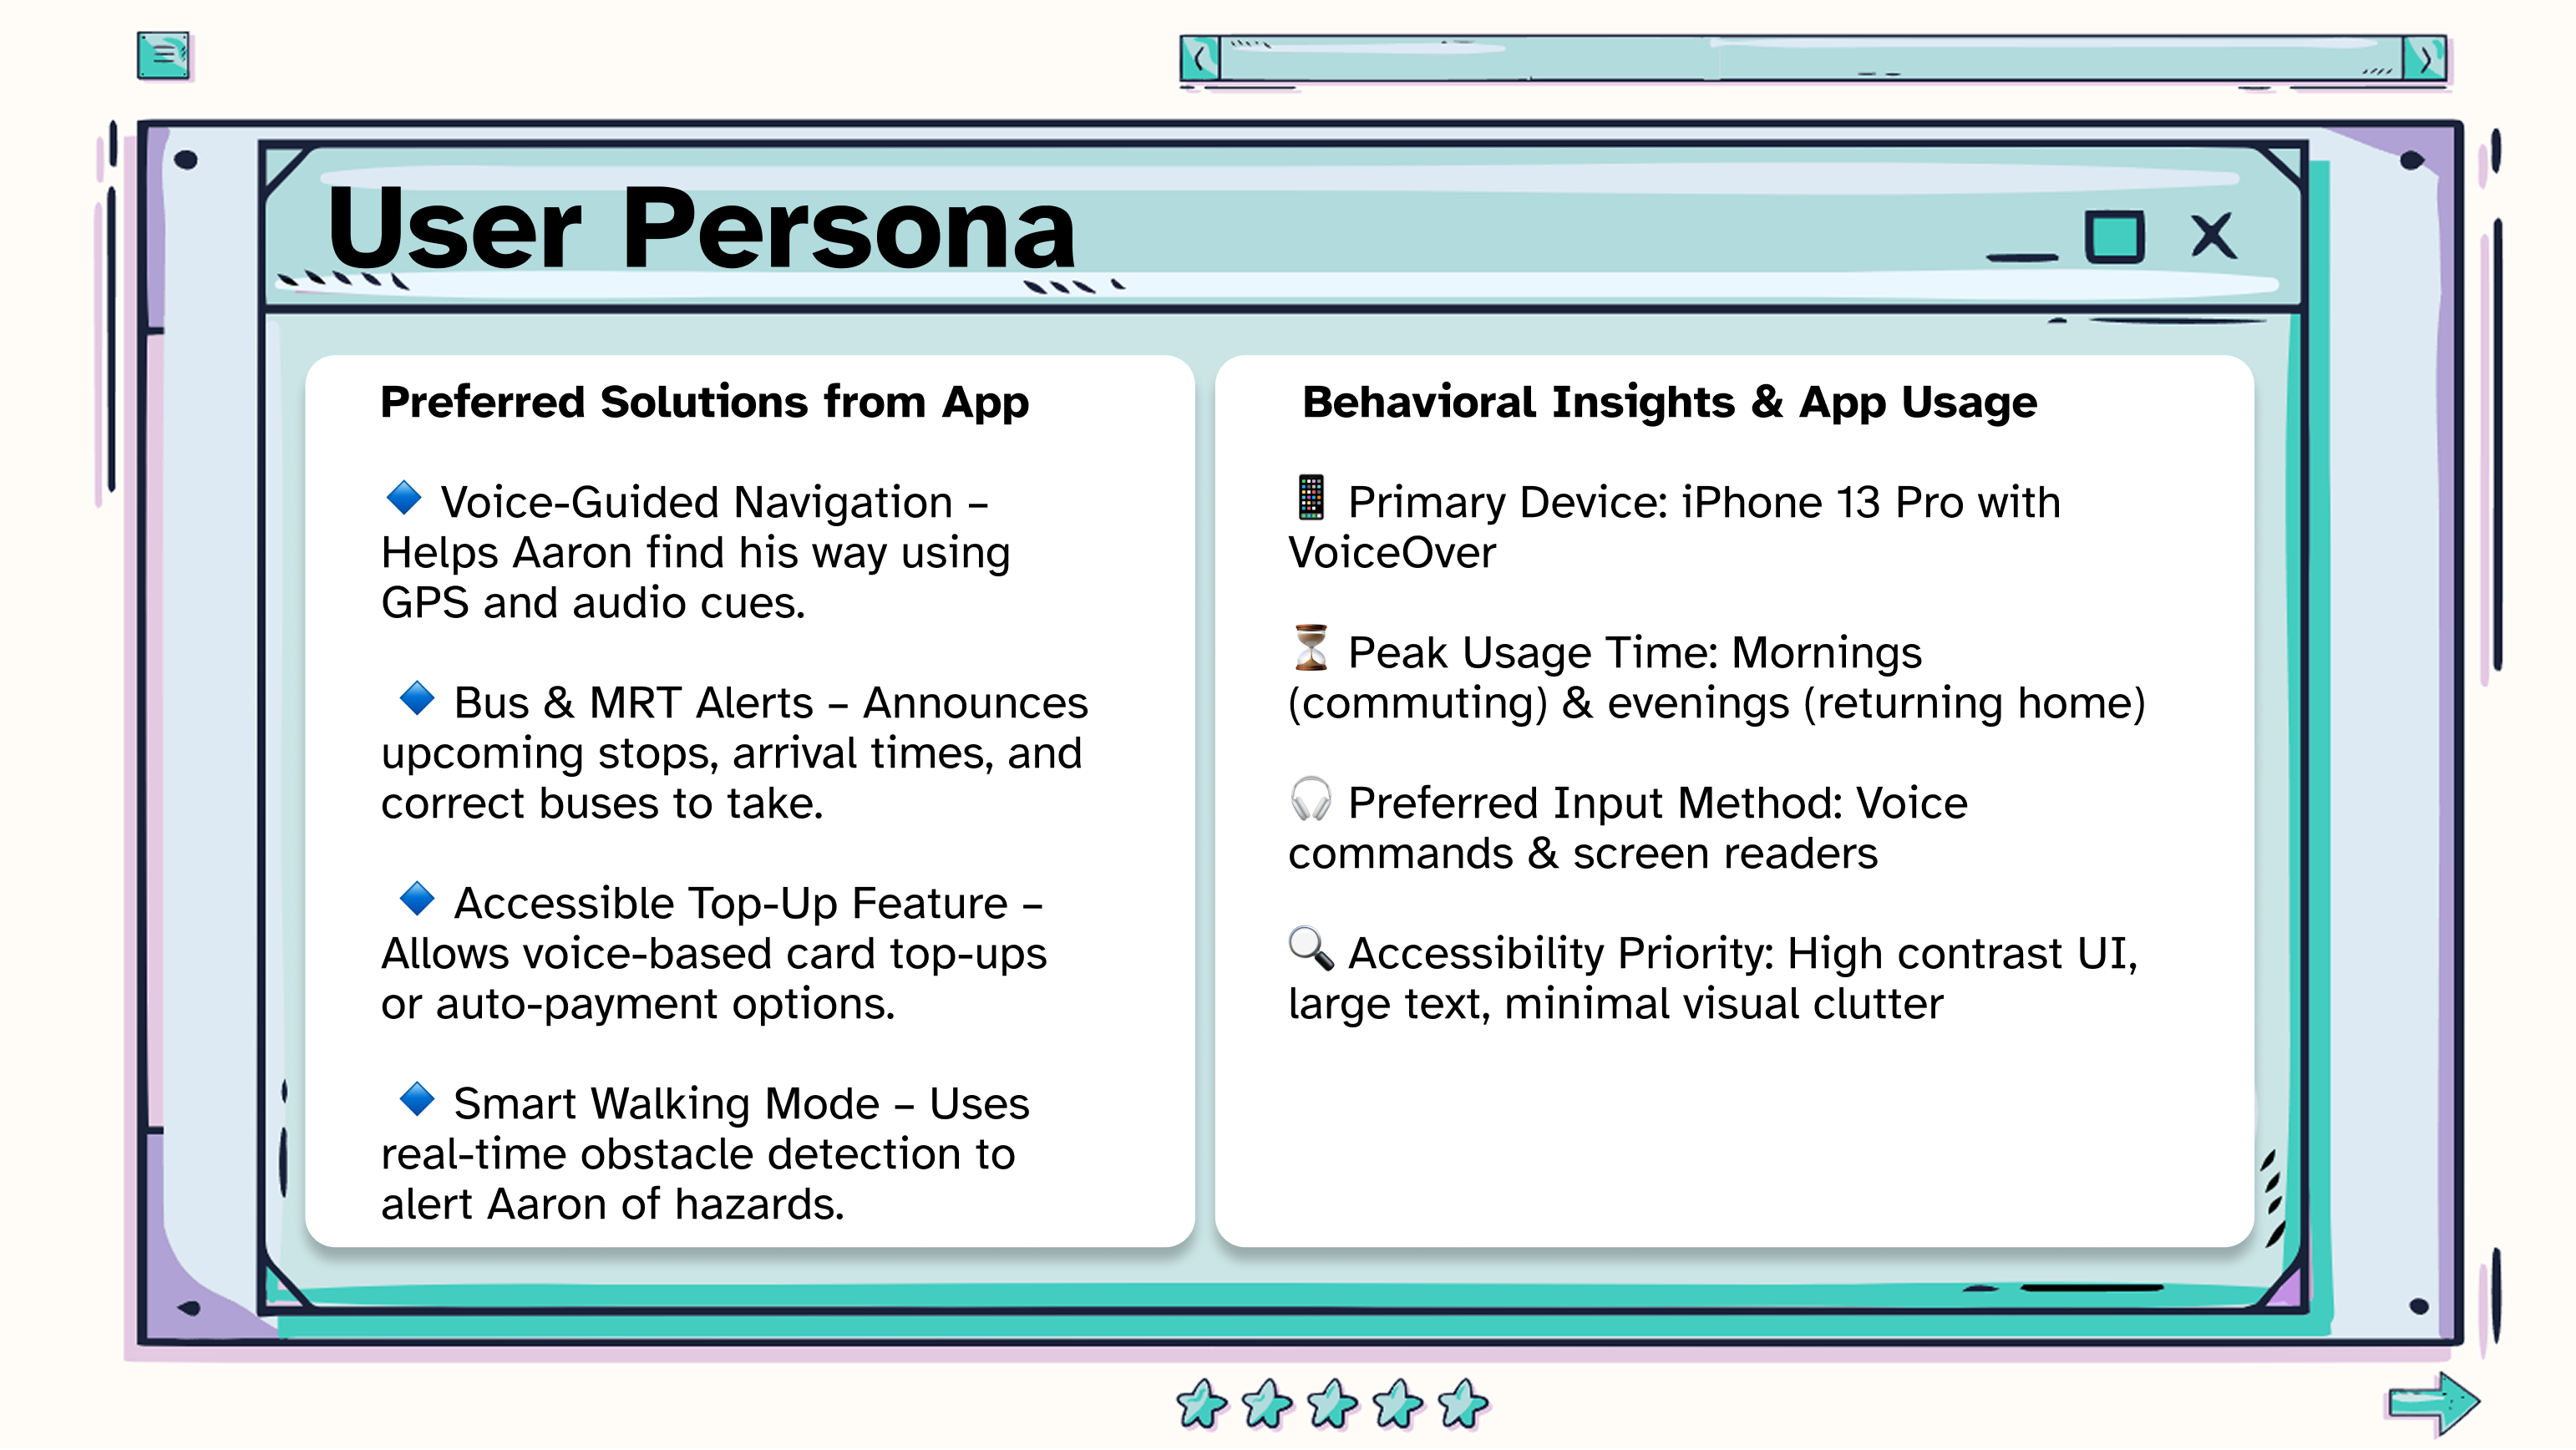 User Persona
Preferred Solutions from App
🔷 Voice-Guided Navigation –
Helps Aaron find his way using
GPS and audio cues.
🔷 Bus & MRT Alerts – Announces
upcoming stops, arrival times, and
correct buses to take.
🔷 Accessible Top-Up Feature –
Allows voice-based card top-ups
or auto-payment options.
🔷 Smart Walking Mode – Uses
real-time obstacle detection to
alert Aaron of hazards.
Behavioral Insights & App Usage
📱 Primary Device: iPhone 13 Pro with
VoiceOver
⏳ Peak Usage Time: Mornings
(commuting) & evenings (returning home)
🎧 Preferred Input Method: Voice
commands & screen readers
🔍 Accessibility Priority: High contrast UI,
large text, minimal visual clutter